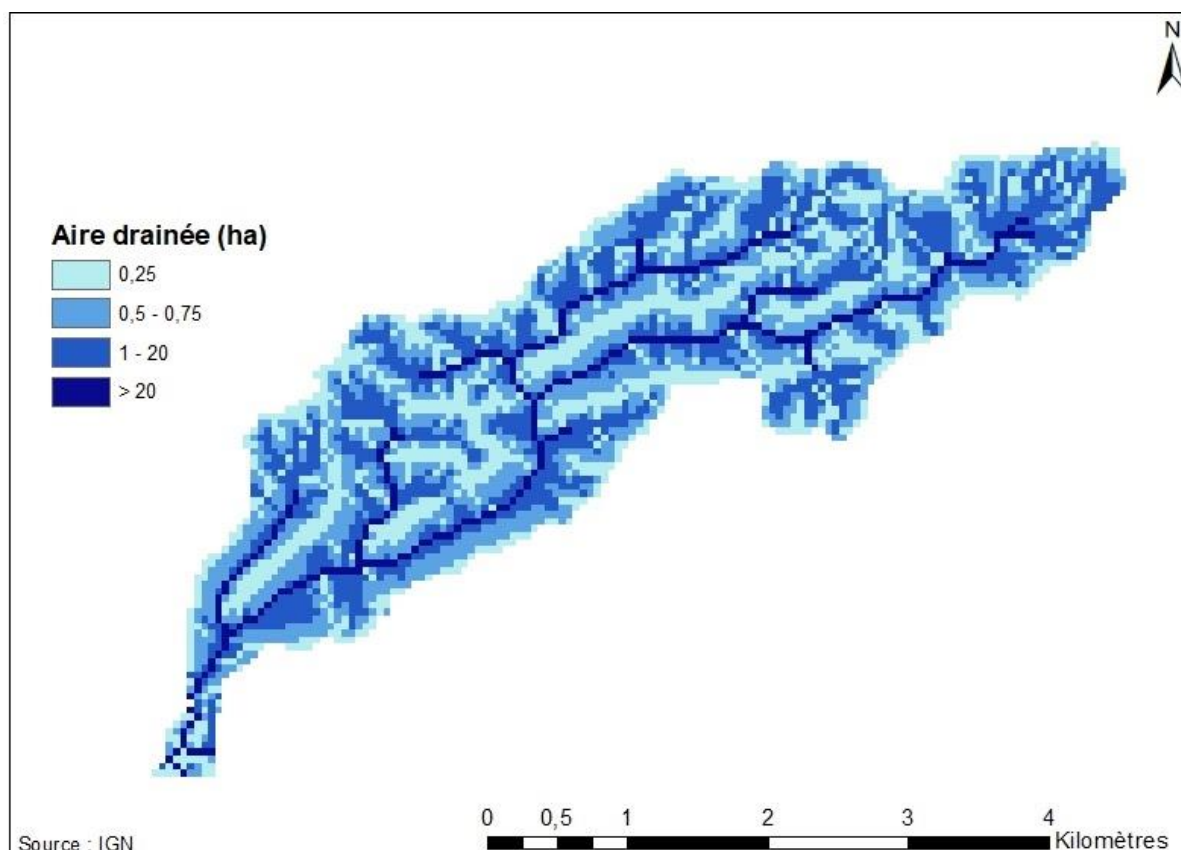 N
Aire drainée (ha)
0,25
0,5 - 0,75
1 - 20
> 20
0 0,5 1 2 3 4
Kilomètres
Source : IGN